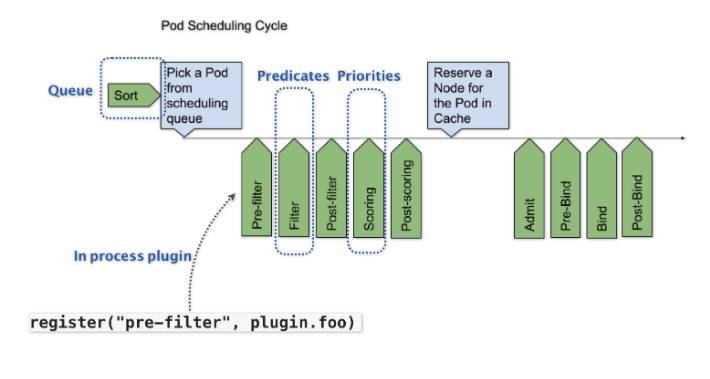 Pod Scheduling Cycle
Queue
Sort
Pick a Pod
from
scheduling
queue
Predicates
Priorities
Reserve a
Node for
the Pod in
Cache
Pre-filter
Filter
Post-filter
Scoring
Post-scoring
Admit
Pre-Bind
Bind
Post-Bind
In process plugin
register("pre-filter", plugin.foo)